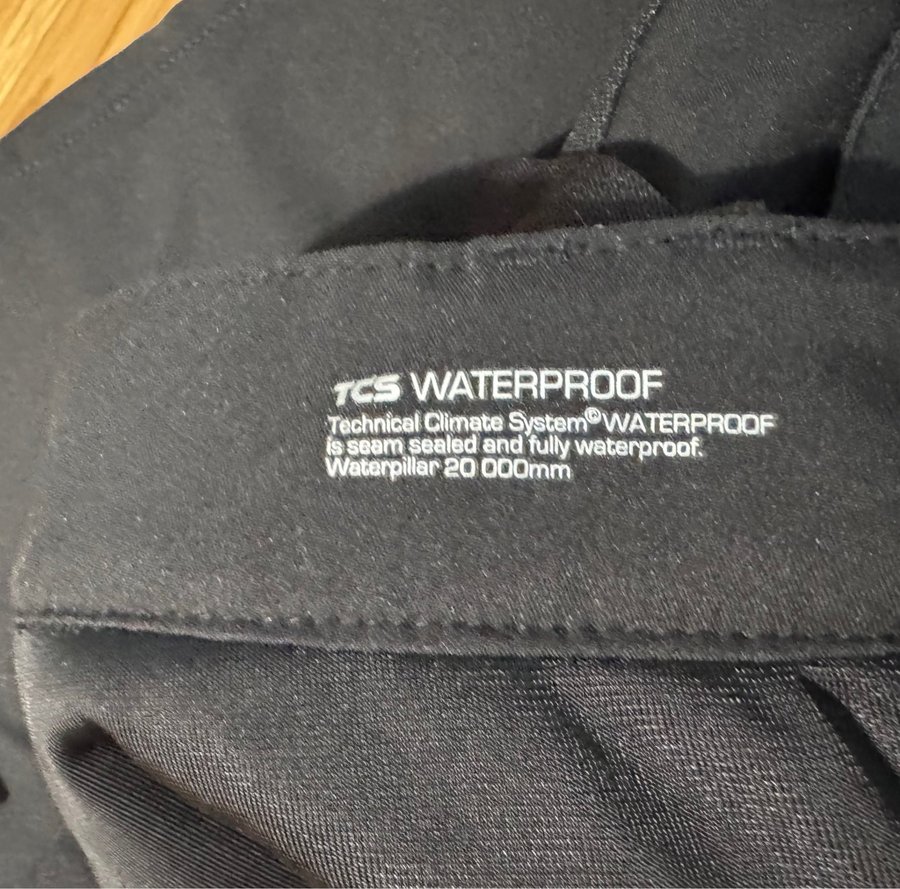 TCS WATERPROOF
Technical Climate System©WATERPROOF
is seam sealed and fully waterproof.
Waterpillar 20 000mm